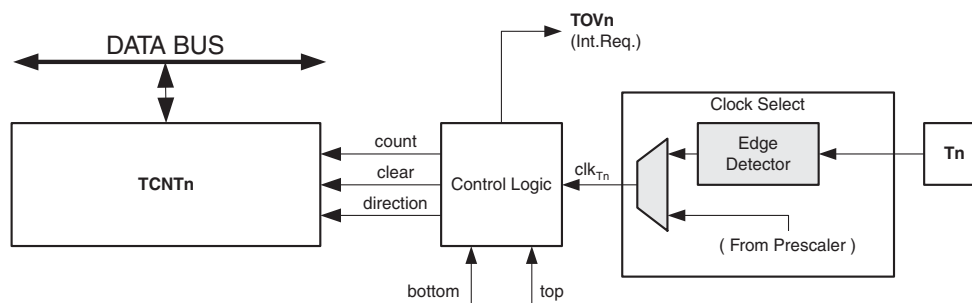 TOVn
(Int.Req.)
DATA BUS
Clock Select
count
Edge
Detector
Tn
TCNTn
clear
Control Logic
clkTn
direction
( From Prescaler )
bottom
top